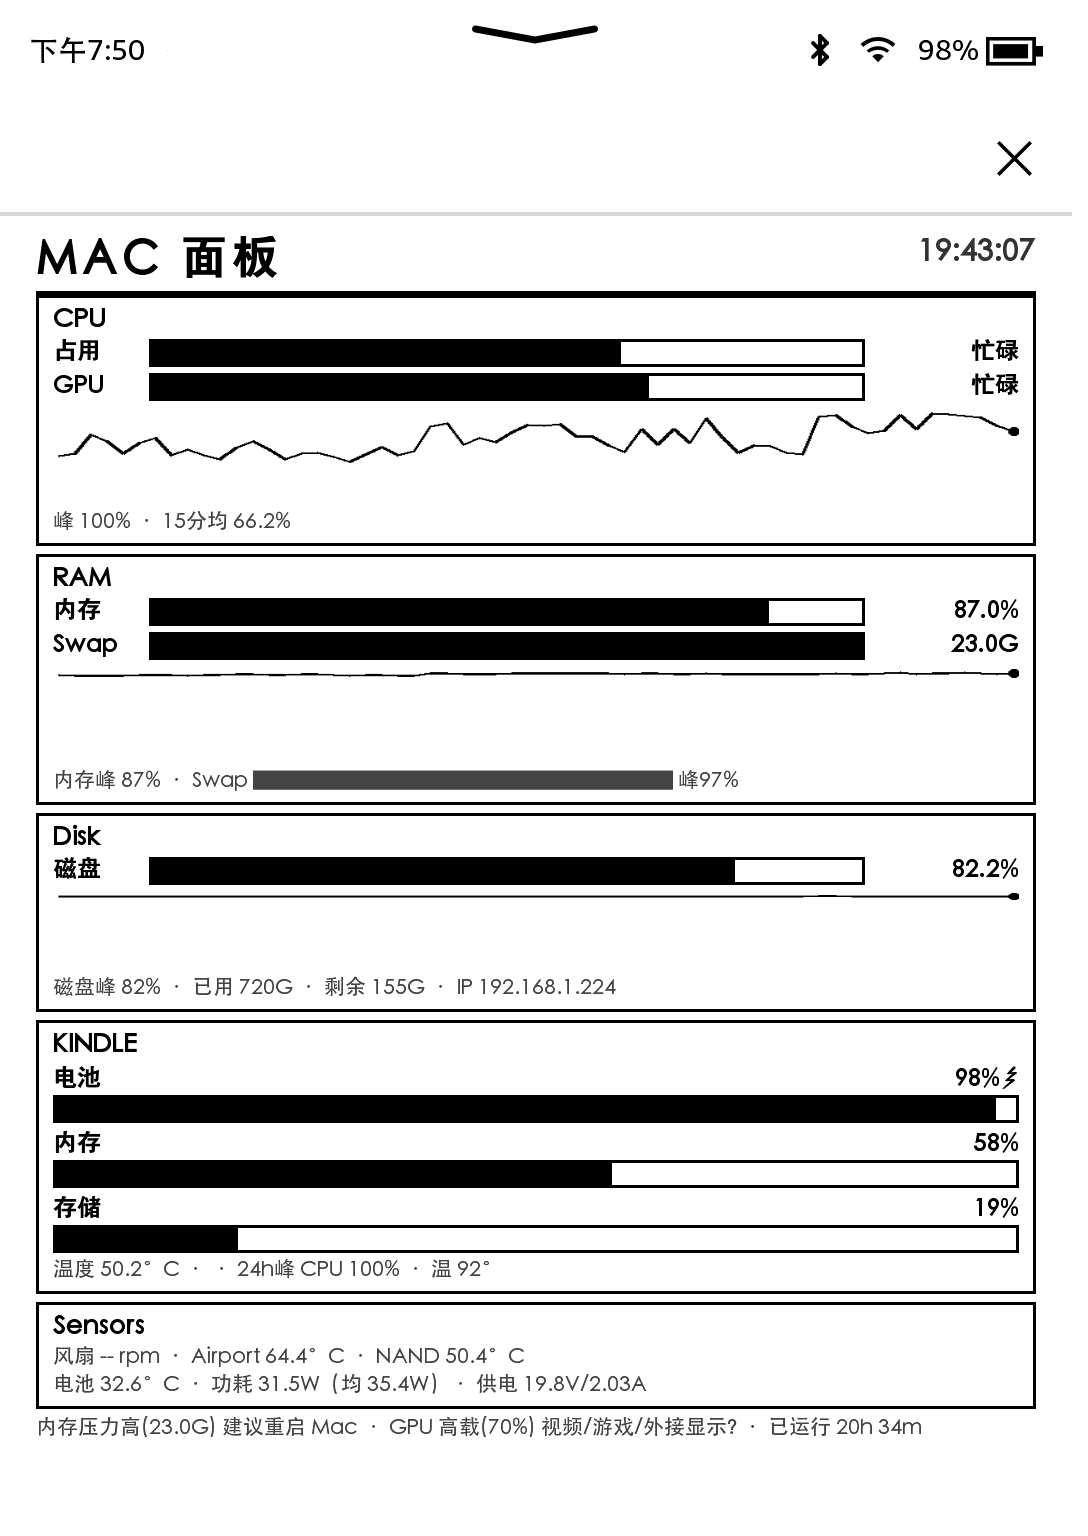 下午7:50 98%
MAC 面板 19:43:07
CPU
占用 忙碌
GPU 忙碌
峰 100% · 15分均 66.2%
RAM
内存 87.0%
Swap 23.0G
内存峰 87% · Swap 峰97%
Disk
磁盘 82.2%
磁盘峰 82% · 已用 720G · 剩余 155G · IP 192.168.1.224
KINDLE
电池 98%⚡
内存 58%
存储 19%
温度 50.2° C · · 24h峰 CPU 100% · 温 92°
Sensors
风扇 -- rpm · Airport 64.4° C · NAND 50.4° C
电池 32.6° C · 功耗 31.5W (均 35.4W) · 供电 19.8V/2.03A
内存压力高(23.0G) 建议重启 Mac · GPU 高载(70%) 视频/游戏/外接显示? · 已运行 20h 34m